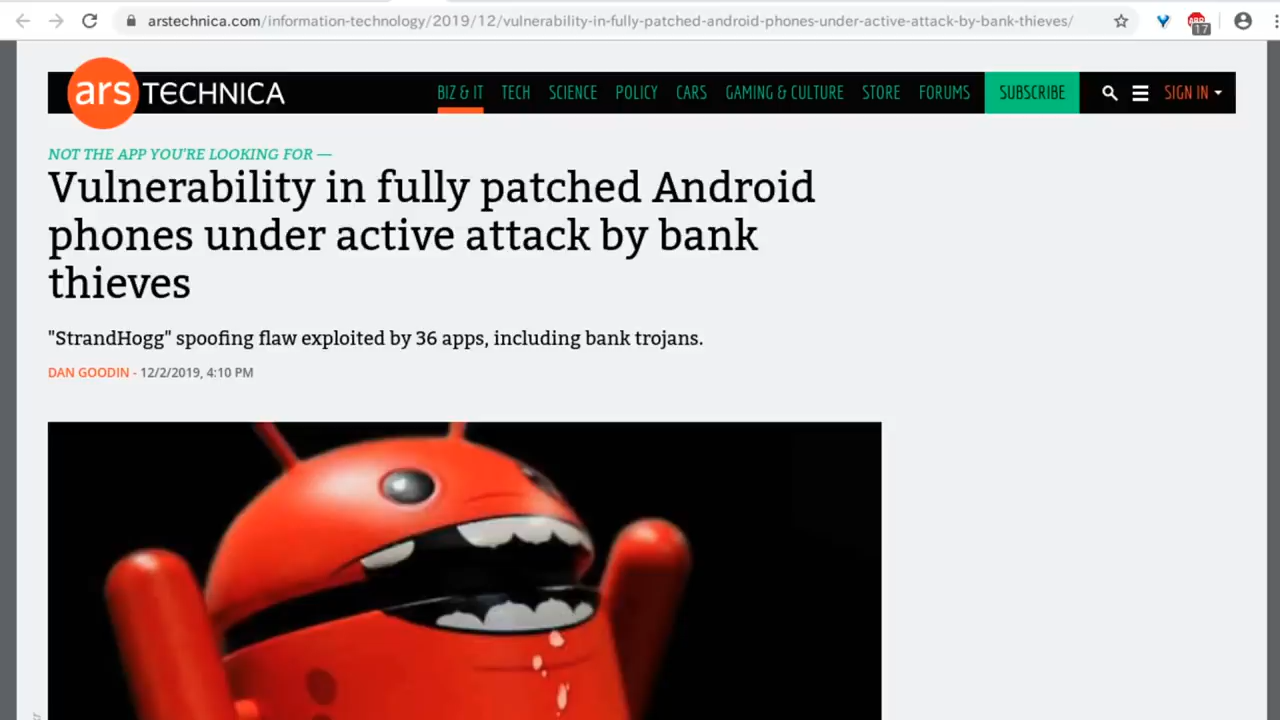 arstechnica.com/information-technology/2019/12/vulnerability-in-fully-patched-android-phones-under-active-attack-by-bank-thieves/
17
ars TECHNICA
BIZ & IT TECH SCIENCE POLICY CARS GAMING & CULTURE STORE FORUMS SUBSCRIBE SIGN IN
NOT THE APP YOU'RE LOOKING FOR —
Vulnerability in fully patched Android
phones under active attack by bank
thieves
"StrandHogg" spoofing flaw exploited by 36 apps, including bank trojans.
DAN GOODIN - 12/2/2019, 4:10 PM